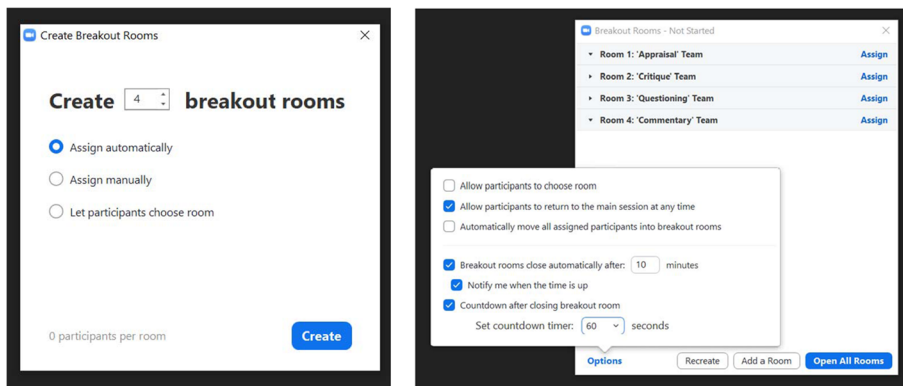 Create Breakout Rooms
Create 4 breakout rooms
Assign automatically
Assign manually
Let participants choose room
0 participants per room
Create
Breakout Rooms - Not Started
Room 1: 'Appraisal' Team Assign
Room 2: 'Critique' Team Assign
Room 3: 'Questioning' Team Assign
Room 4: 'Commentary' Team Assign
Allow participants to choose room
Allow participants to return to the main session at any time
Automatically move all assigned participants into breakout rooms
Breakout rooms close automatically after: 10 minutes
Notify me when the time is up
Countdown after closing breakout room
Set countdown timer: 60 seconds
Options Recreate Add a Room Open All Rooms